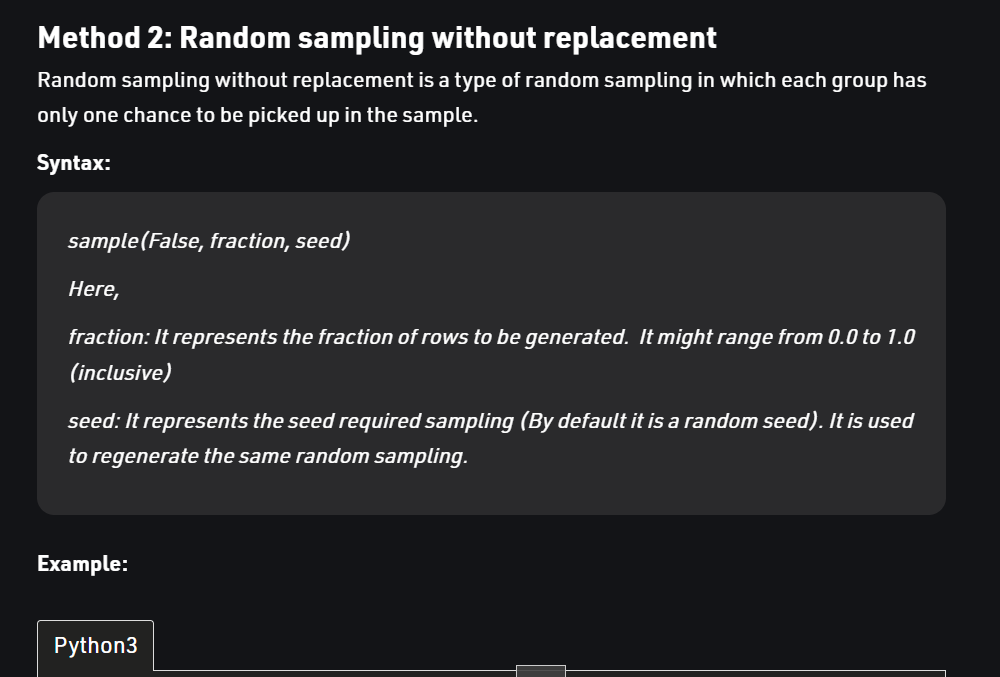 Method 2: Random sampling without replacement
Random sampling without replacement is a type of random sampling in which each group has
only one chance to be picked up in the sample.
Syntax:
sample(False, fraction, seed)
Here,
fraction: It represents the fraction of rows to be generated.  It might range from 0.0 to 1.0
(inclusive)
seed: It represents the seed required sampling (By default it is a random seed). It is used
to regenerate the same random sampling.
Example:
Python3